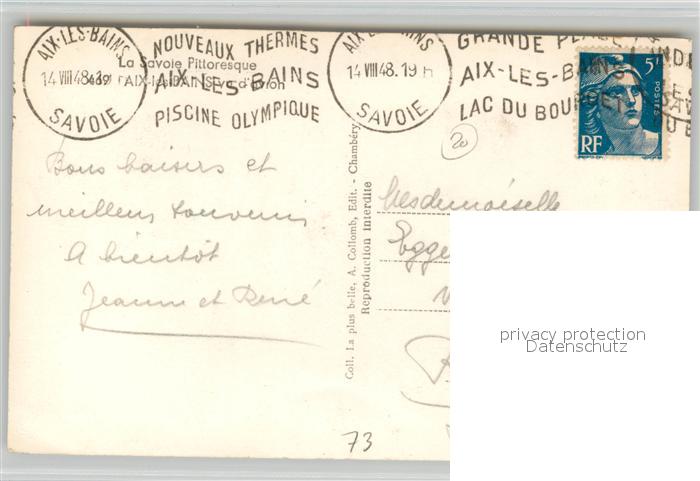 AIX-LES-BAINS
14 VIII 48
SAVOIE
NOUVEAUX THERMES
AIX-LES-BAINS
PISCINE OLYMPIQUE
La Savoie Pittoresque
AIX-LES-BAINS
14 VIII 48. 19 H
SAVOIE
GRANDE PLAGE
AIX-LES-BAINS
LAC DU BOURGET
5F
POSTES
RF
20
Bons baisers et
meilleurs souvenirs
A bientôt
Jeanne et René
Coll. La plus belle, A. Collomb, Edit. - Chambéry
Reproduction interdite
Mesdemoiselle
Egge
73
privacy protection
Datenschutz